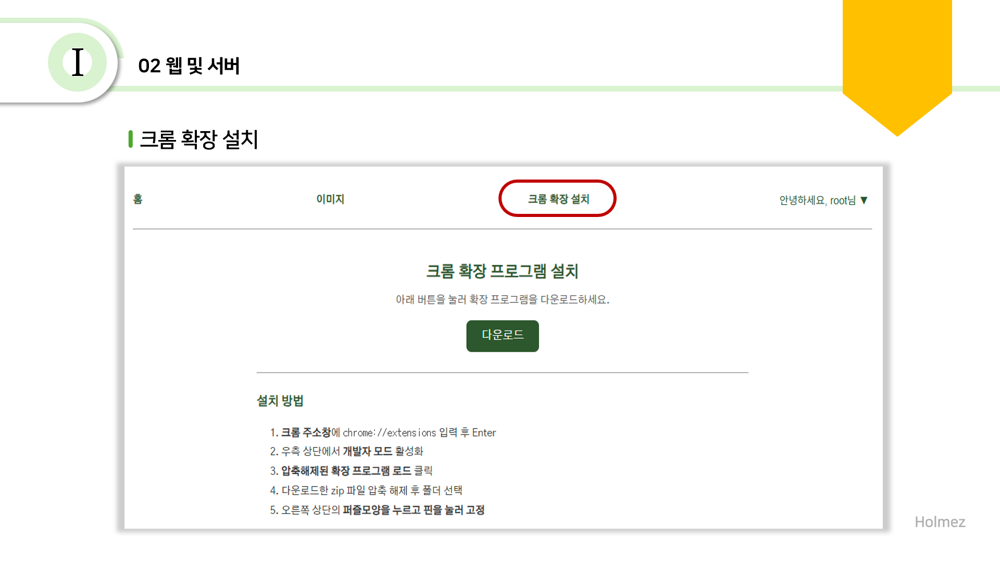 I
02 웹 및 서버
크롬 확장 설치
홈 이미지 크롬 확장 설치 안녕하세요, root님 ▼
크롬 확장 프로그램 설치
아래 버튼을 눌러 확장 프로그램을 다운로드하세요.
다운로드
설치 방법
1. 크롬 주소창에 chrome://extensions 입력 후 Enter
2. 우측 상단에서 개발자 모드 활성화
3. 압축해제된 확장 프로그램 로드 클릭
4. 다운로드한 zip 파일 압축 해제 후 폴더 선택
5. 오른쪽 상단의 퍼즐모양을 누르고 핀을 눌러 고정
Holmez